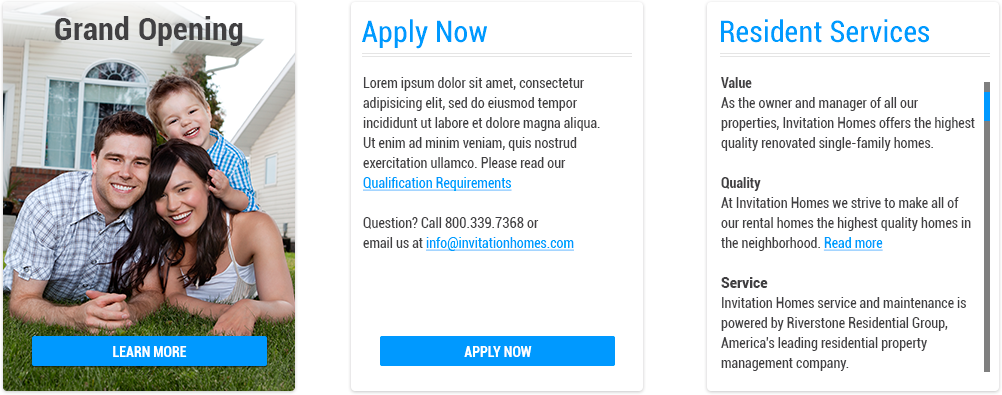 Grand Opening
LEARN MORE
Apply Now
Lorem ipsum dolor sit amet, consectetur
adipisicing elit, sed do eiusmod tempor
incididunt ut labore et dolore magna aliqua.
Ut enim ad minim veniam, quis nostrud
exercitation ullamco. Please read our
Qualification Requirements
Question? Call 800.339.7368 or
email us at info@invitationhomes.com
APPLY NOW
Resident Services
Value
As the owner and manager of all our
properties, Invitation Homes offers the highest
quality renovated single-family homes.
Quality
At Invitation Homes we strive to make all of
our rental homes the highest quality homes in
the neighborhood. Read more
Service
Invitation Homes service and maintenance is
powered by Riverstone Residential Group,
America's leading residential property
management company.